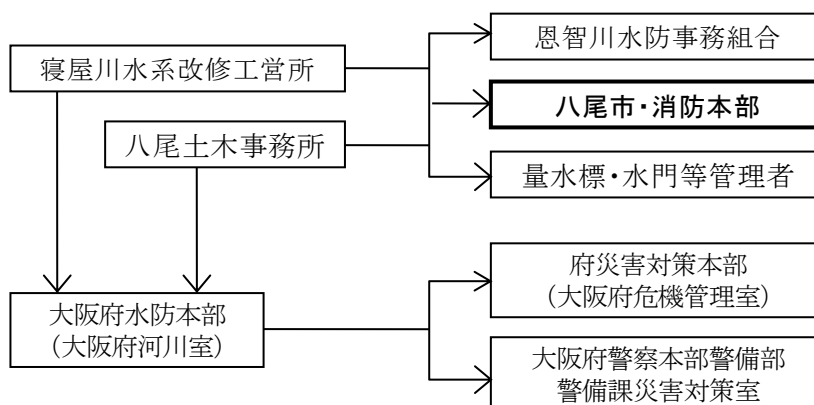 恩智川水防事務組合
寝屋川水系改修工営所
八尾市・消防本部
八尾土木事務所
量水標・水門等管理者
府災害対策本部
（大阪府危機管理室）
大阪府水防本部
（大阪府河川室）
大阪府警察本部警備部
警備課災害対策室